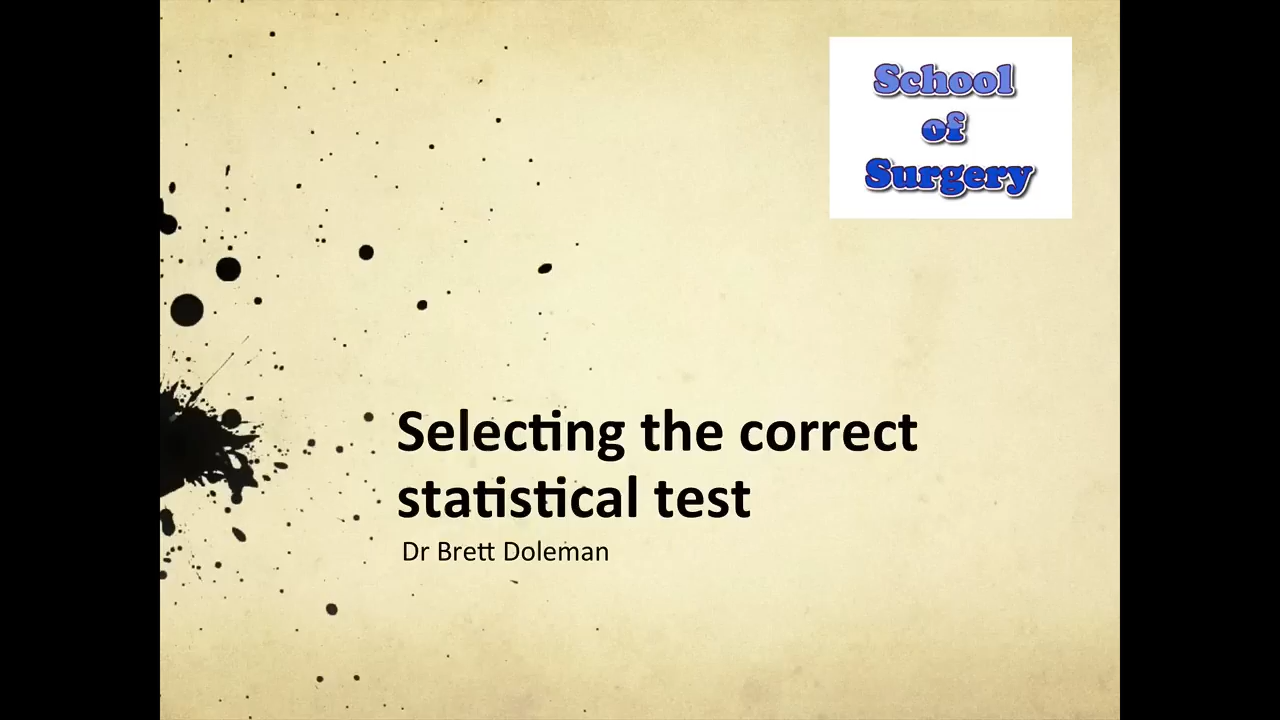 School
of
Surgery
Selecting the correct
statistical test
Dr Brett Doleman